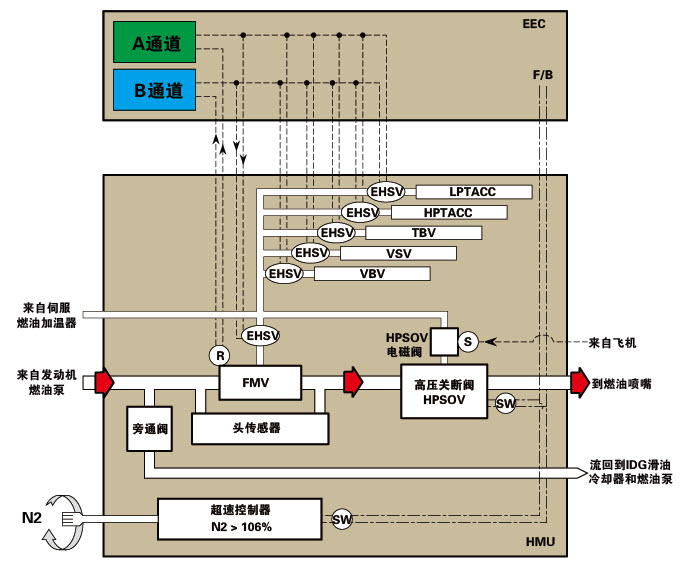 EEC
A通道
B通道
F/B
EHSV
LPTACC
EHSV
HPTACC
EHSV
TBV
EHSV
VSV
EHSV
VBV
来自伺服
燃油加温器
EHSV
HPSOV
电磁阀
S
来自飞机
R
来自发动机
燃油泵
FMV
高压关断阀
HPSOV
到燃油喷嘴
SW
旁通阀
头传感器
流回到IDG滑油
冷却器和燃油泵
N2
超速控制器
N2 > 106%
SW
HMU